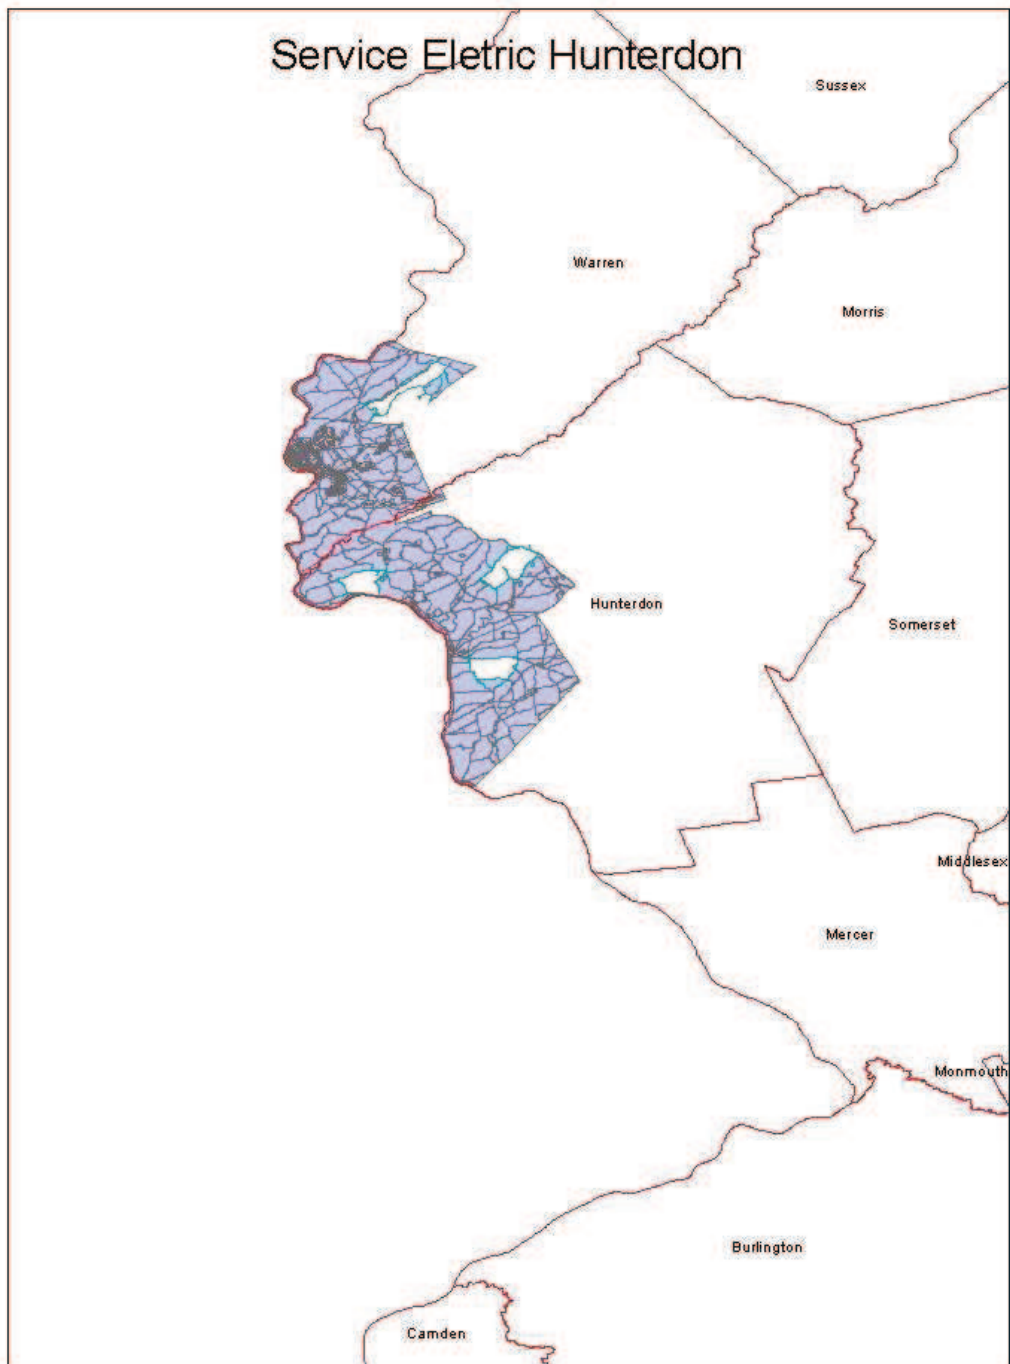 Service Eletric Hunterdon
Sussex
Warren
Morris
Hunterdon
Somerset
Middlesex
Mercer
Monmouth
Burlington
Camden